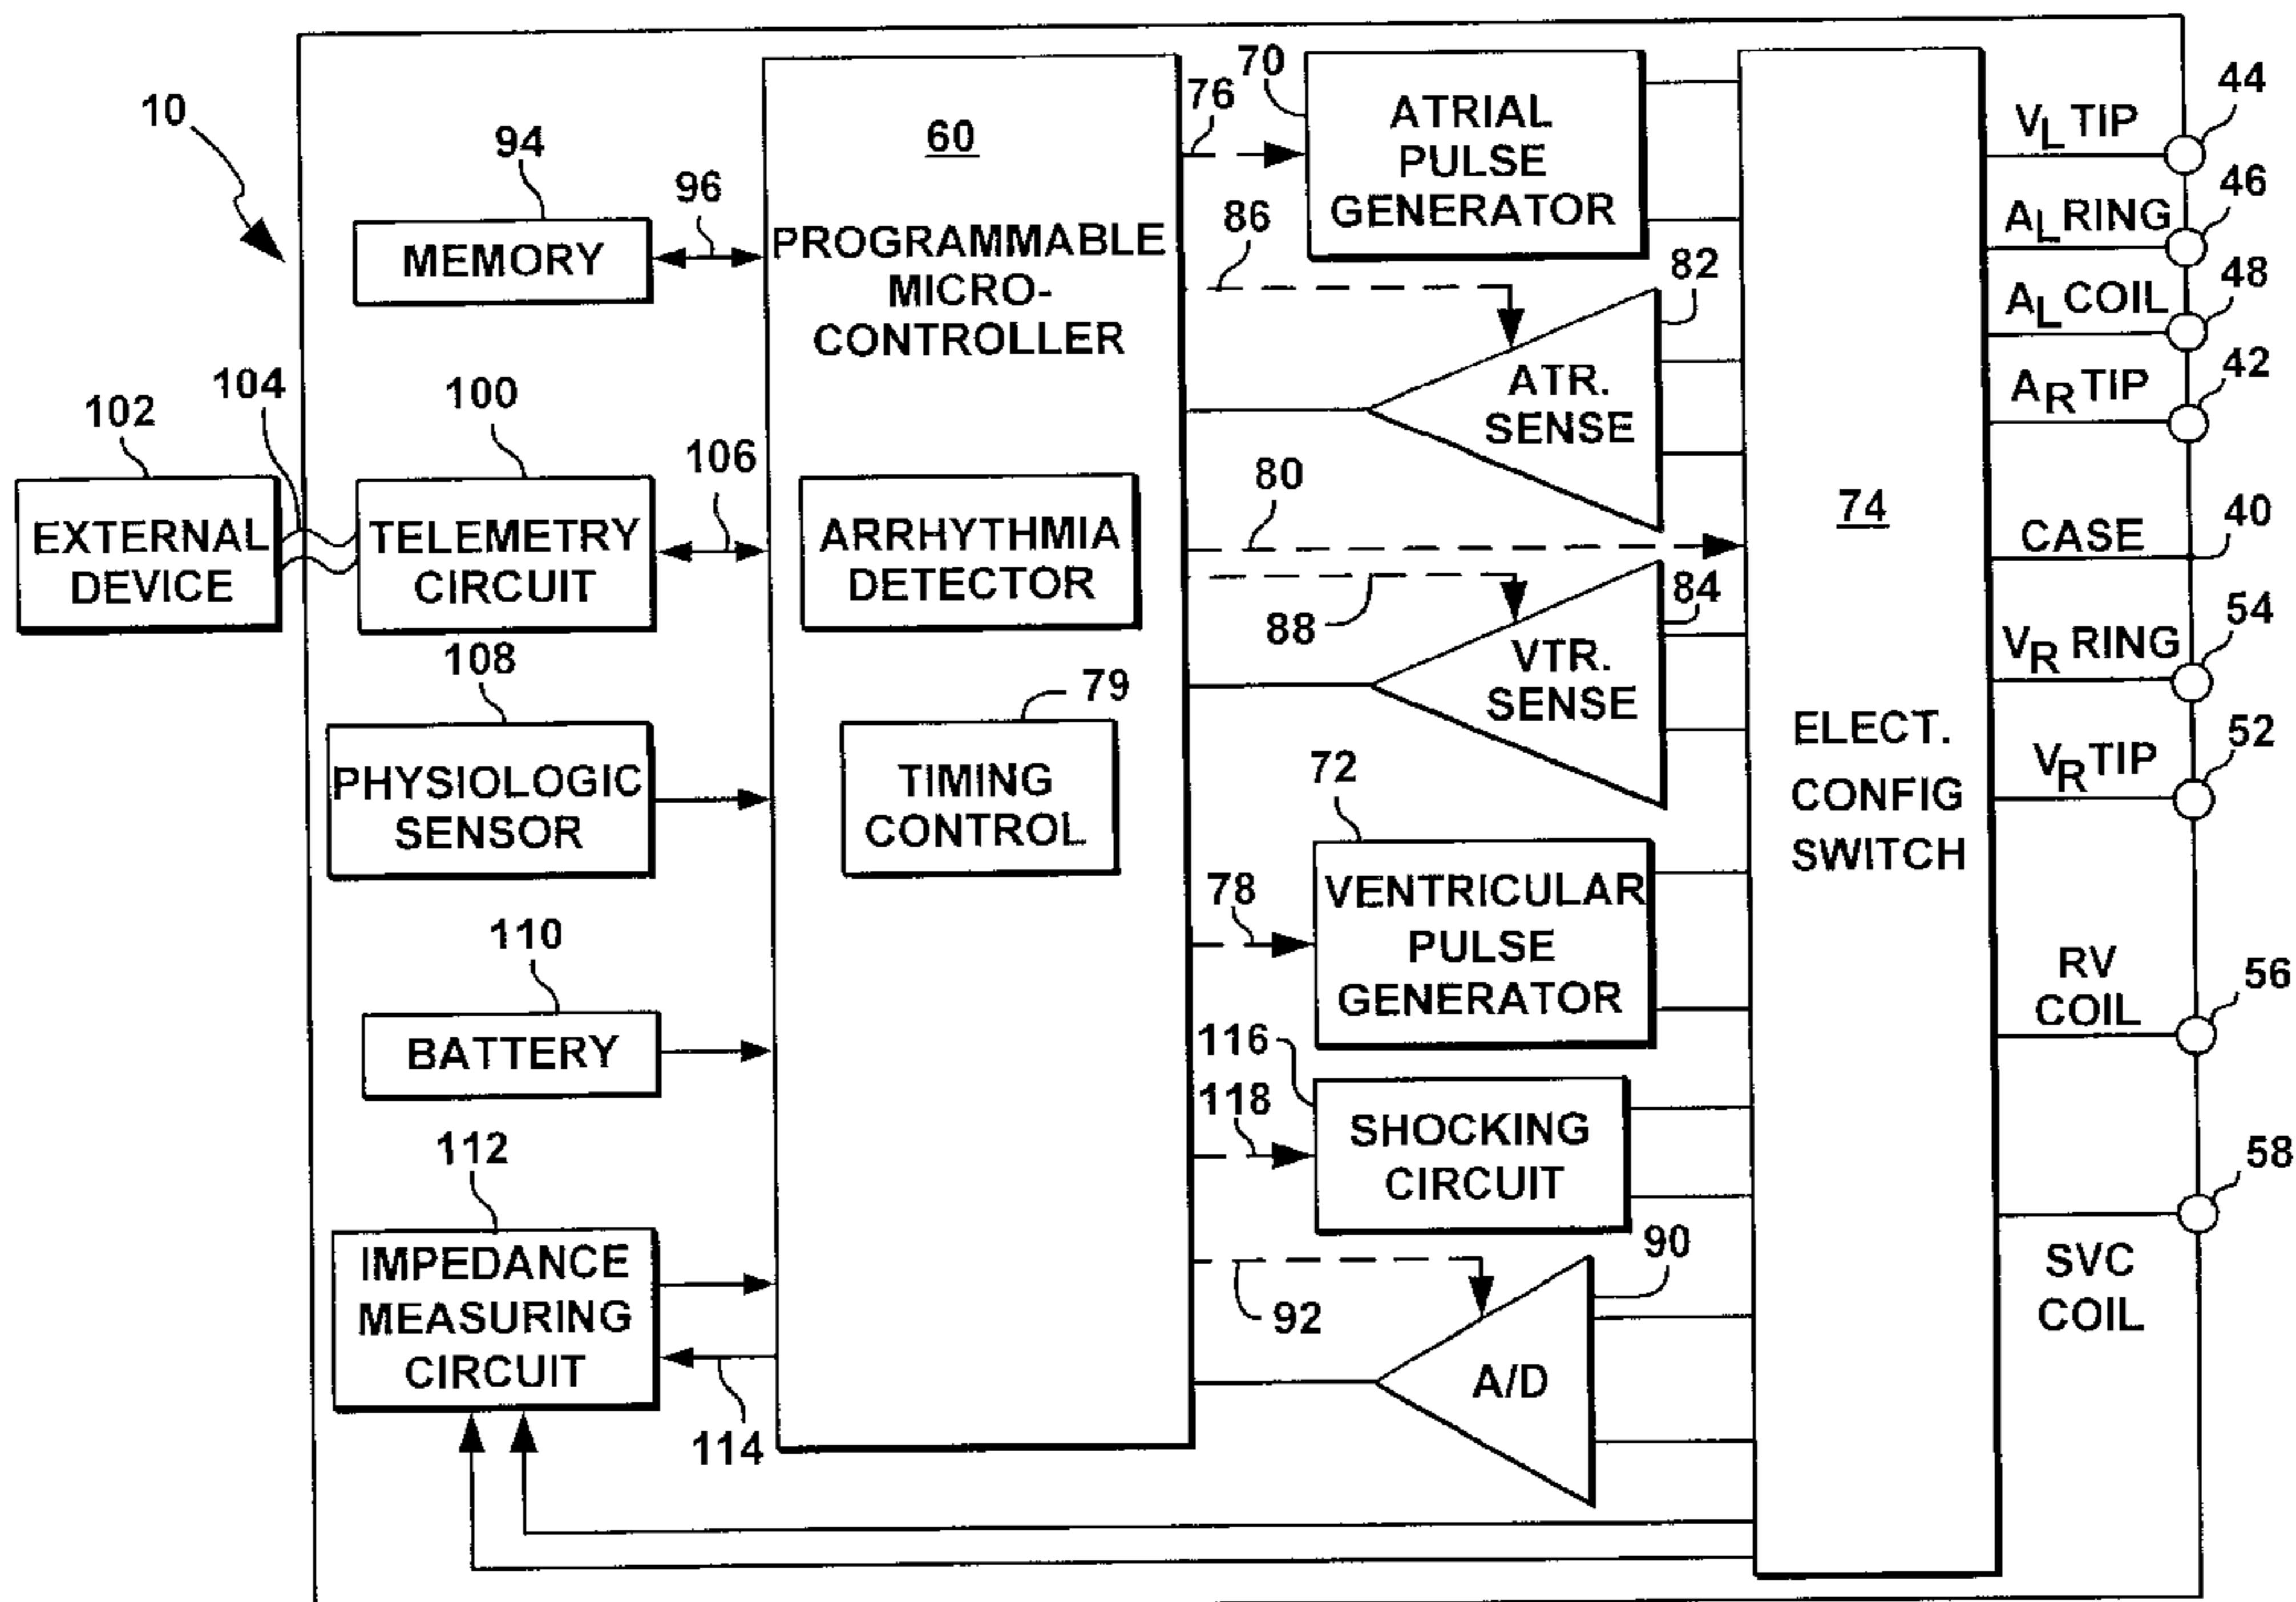 10
94
MEMORY
96
102
EXTERNAL
DEVICE
104
100
TELEMETRY
CIRCUIT
106
108
PHYSIOLOGIC
SENSOR
110
BATTERY
112
IMPEDANCE
MEASURING
CIRCUIT
114
60
PROGRAMMABLE
MICRO-
CONTROLLER
ARRHYTHMIA
DETECTOR
79
TIMING
CONTROL
76
70
ATRIAL
PULSE
GENERATOR
86
82
ATR.
SENSE
80
88
84
VTR.
SENSE
72
78
VENTRICULAR
PULSE
GENERATOR
116
118
SHOCKING
CIRCUIT
92
90
A/D
74
ELECT.
CONFIG
SWITCH
VL TIP
44
AL RING
46
AL COIL
48
AR TIP
42
CASE
40
VR RING
54
VR TIP
52
RV
COIL
56
58
SVC
COIL